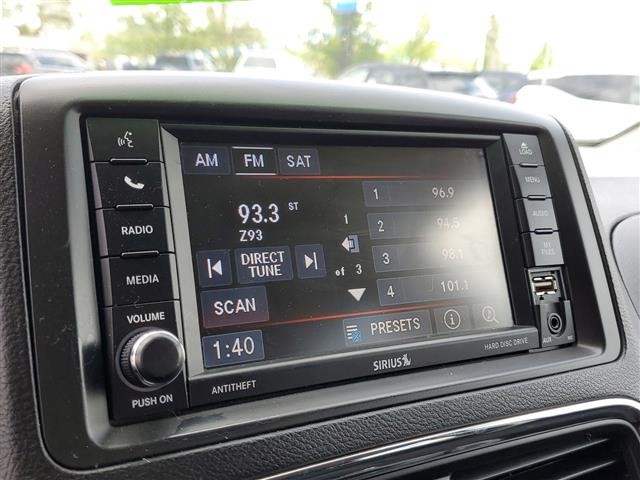 AM FM SAT
93.3 ST
Z93
DIRECT
TUNE
SCAN
1:40
1
of 3
1 96.9
2 94.5
3 98.1
4 101.1
PRESETS
RADIO
MEDIA
VOLUME
PUSH ON
ANTITHEFT
SIRIUS
HARD DISC DRIVE
LOAD
MENU
AUDIO
MY
FILES
AUX